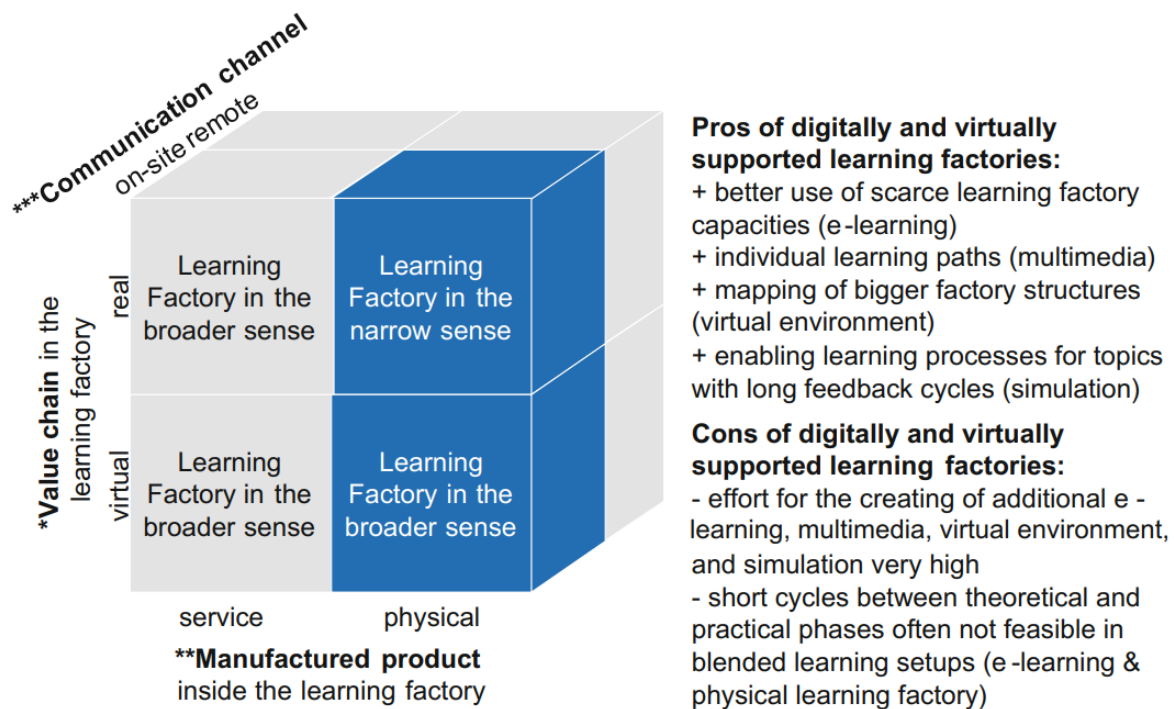 ***Communication channel
on-site remote
*Value chain in the
learning factory
real
virtual
Learning
Factory in the
broader sense
Learning
Factory in the
narrow sense
Learning
Factory in the
broader sense
Learning
Factory in the
broader sense
service
physical
**Manufactured product
inside the learning factory
Pros of digitally and virtually
supported learning factories:
+ better use of scarce learning factory
capacities (e-learning)
+ individual learning paths (multimedia)
+ mapping of bigger factory structures
(virtual environment)
+ enabling learning processes for topics
with long feedback cycles (simulation)
Cons of digitally and virtually
supported learning factories:
- effort for the creating of additional e -
learning, multimedia, virtual environment,
and simulation very high
- short cycles between theoretical and
practical phases often not feasible in
blended learning setups (e-learning &
physical learning factory)